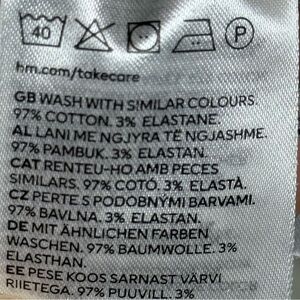 40 P
hm.com/takecare
GB WASH WITH SIMILAR COLOURS.
97% COTTON. 3% ELASTANE.
AL LANI ME NGJYRA TË NGJASHME.
97% PAMBUK. 3% ELASTAN.
CAT RENTEU-HO AMB PECES
SIMILARS. 97% COTÓ. 3% ELASTÀ.
CZ PERTE S PODOBNÝMI BARVAMI.
97% BAVLNA. 3% ELASTAN.
DE MIT ÄHNLICHEN FARBEN
WASCHEN. 97% BAUMWOLLE. 3%
ELASTHAN.
EE PESE KOOS SARNAST VÄRVI
RIIETEGA. 97% PUUVILL. 3%